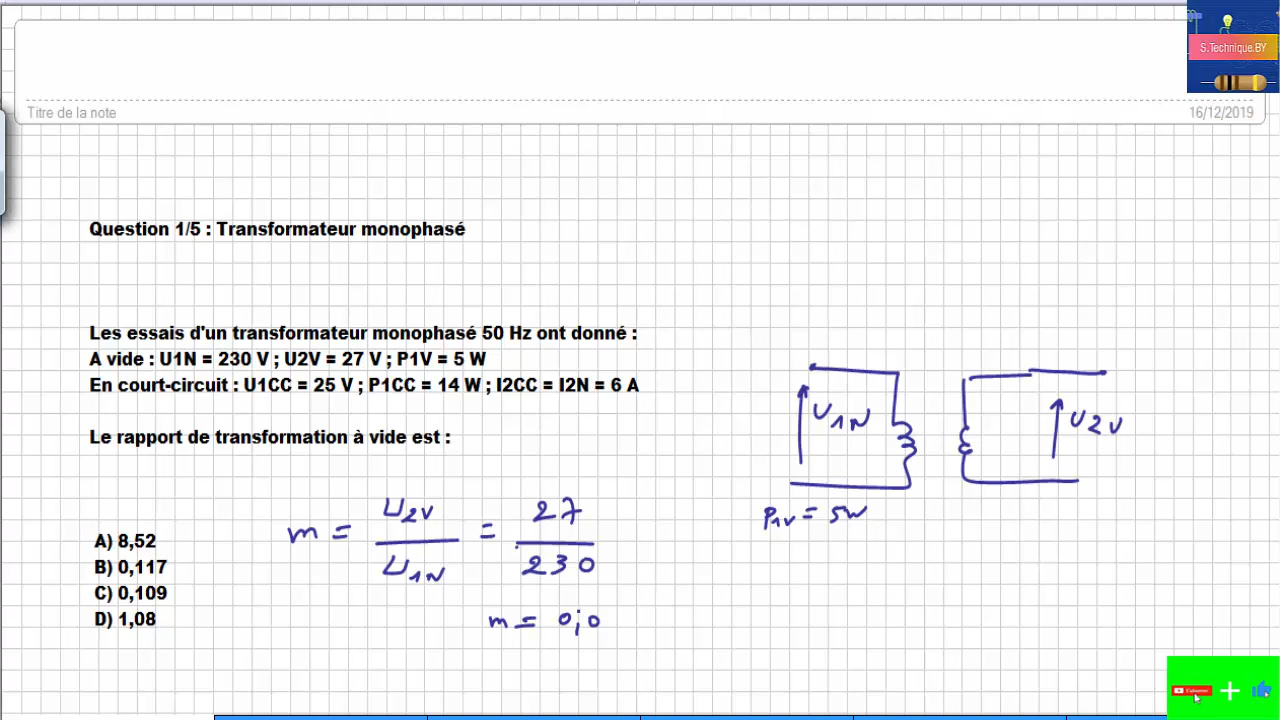 S.Technique.BY
Titre de la note
16/12/2019
Question 1/5 : Transformateur monophasé
Les essais d'un transformateur monophasé 50 Hz ont donné :
A vide : U1N = 230 V ; U2V = 27 V ; P1V = 5 W
En court-circuit : U1CC = 25 V ; P1CC = 14 W ; I2CC = I2N = 6 A
Le rapport de transformation à vide est :
A) 8,52
B) 0,117
C) 0,109
D) 1,08
m = U2V / U1N = 27 / 230
m = 0,0
U1N
U2V
P1V = 5W